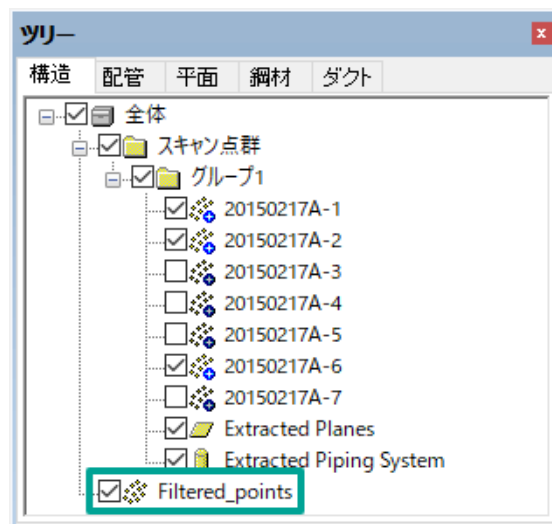 ツリー
構造 配管 平面 鋼材 ダクト
全体
スキャン点群
グループ1
20150217A-1
20150217A-2
20150217A-3
20150217A-4
20150217A-5
20150217A-6
20150217A-7
Extracted Planes
Extracted Piping System
Filtered_points